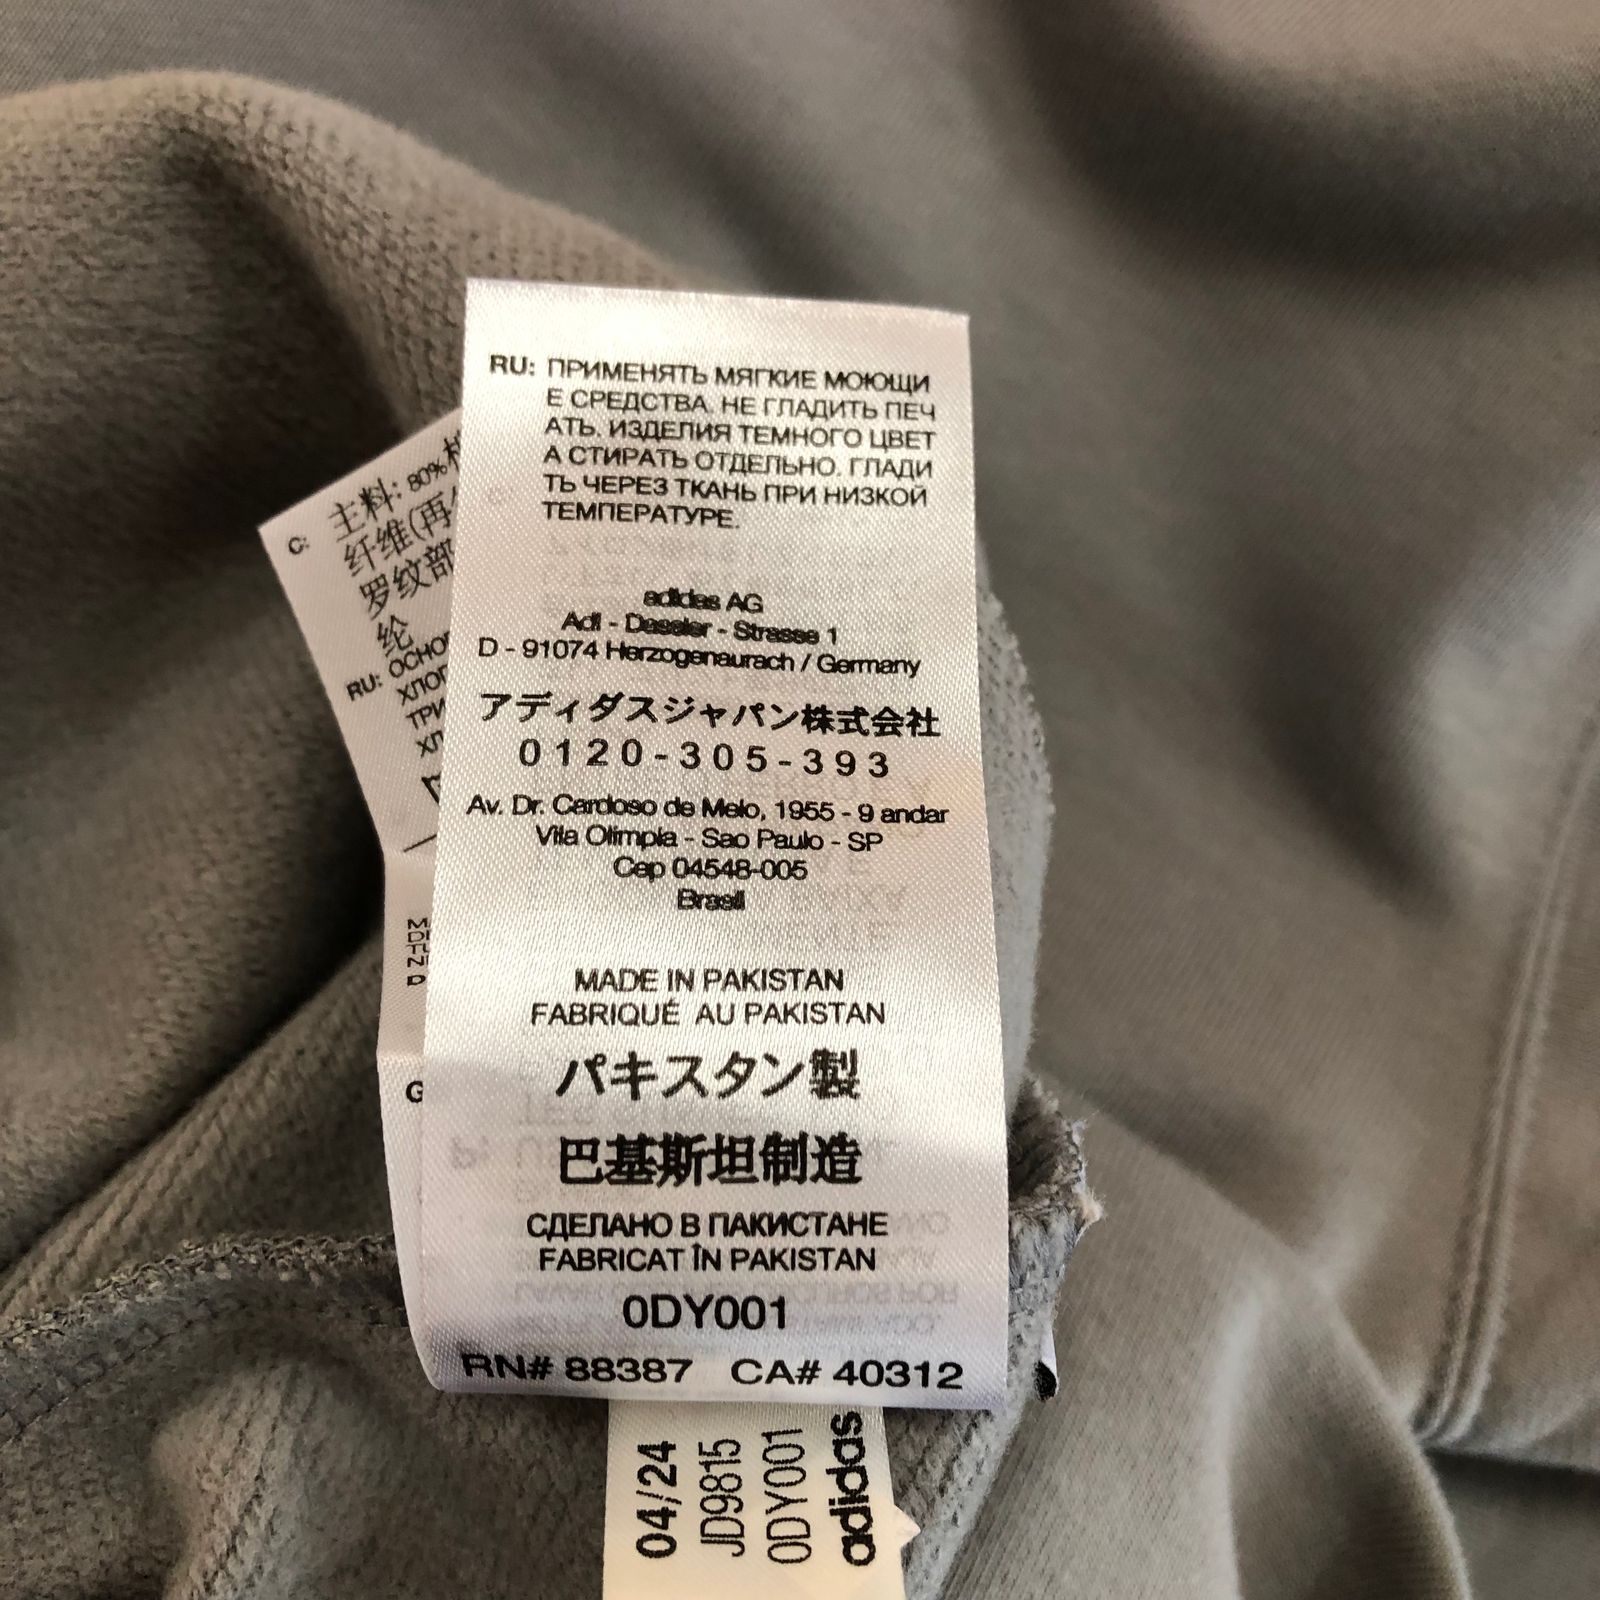 RU: ПРИМЕНЯТЬ МЯГКИЕ МОЮЩИ
Е СРЕДСТВА. НЕ ГЛАДИТЬ ПЕЧ
АТЬ. ИЗДЕЛИЯ ТЕМНОГО ЦВЕТ
А СТИРАТЬ ОТДЕЛЬНО. ГЛАДИ
ТЬ ЧЕРЕЗ ТКАНЬ ПРИ НИЗКОЙ
ТЕМПЕРАТУРЕ.
adidas AG
Adi - Dassler - Strasse 1
D - 91074 Herzogenaurach / Germany
アディダスジャパン株式会社
0120-305-393
Av. Dr. Cardoso de Melo, 1955 - 9 andar
Vila Olimpia - Sao Paulo - SP
Cep 04548-005
Brasil
MADE IN PAKISTAN
FABRIQUÉ AU PAKISTAN
パキスタン製
巴基斯坦制造
СДЕЛАНО В ПАКИСТАНЕ
FABRICAT ÎN PAKISTAN
0DY001
RN# 88387 CA# 40312
C: 主料: 80%
纤维(再
罗纹部
纶
RU: ОСНО
ХЛОП
ТРИ
ХЛ
G
04/24
JD9815
0DY001
adidas